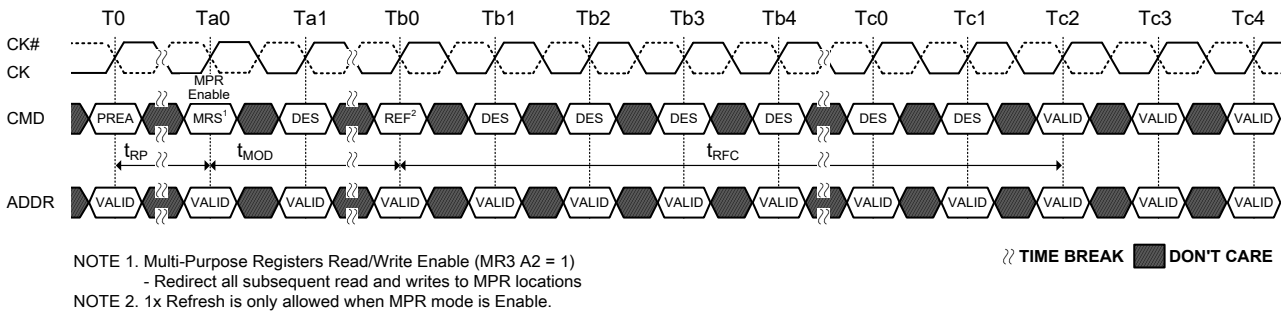 T0 Ta0 Ta1 Tb0 Tb1 Tb2 Tb3 Tb4 Tc0 Tc1 Tc2 Tc3 Tc4
CK#
CK
MPR
Enable
CMD PREA MRS1 DES REF2 DES DES DES DES DES DES VALID VALID VALID
tRP tMOD tRFC
ADDR VALID VALID VALID VALID VALID VALID VALID VALID VALID VALID VALID VALID VALID
NOTE 1. Multi-Purpose Registers Read/Write Enable (MR3 A2 = 1)
- Redirect all subsequent read and writes to MPR locations
NOTE 2. 1x Refresh is only allowed when MPR mode is Enable.
TIME BREAK DON'T CARE